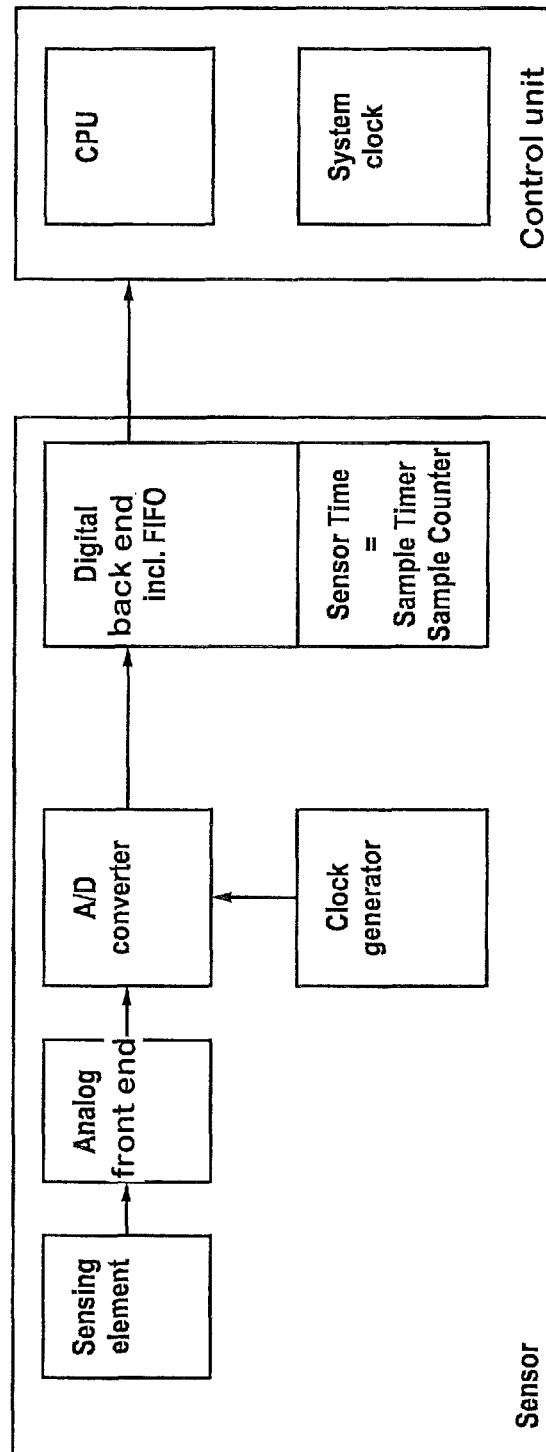 Sensing
element
Analog
front end
A/D
converter
Clock
generator
Digital
back end
incl. FIFO
Sensor Time
=
Sample Timer
Sample Counter
Sensor
CPU
System
clock
Control unit